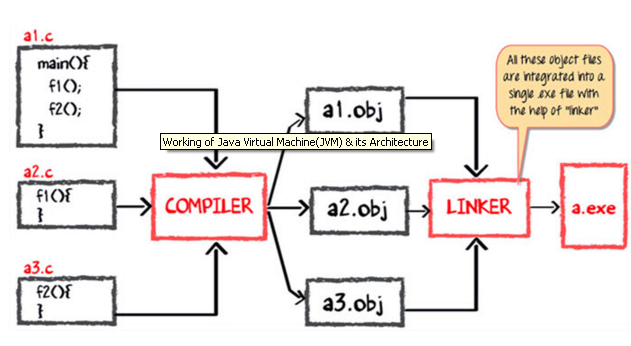 a1.c
main(){
f1();
f2();
}
a2.c
f1(){
}
a3.c
f2(){
}
COMPILER
Working of Java Virtual Machine(JVM) & its Architecture
a1.obj
a2.obj
a3.obj
LINKER
All these object files
are integrated into a
single .exe file with
the help of "linker"
a.exe